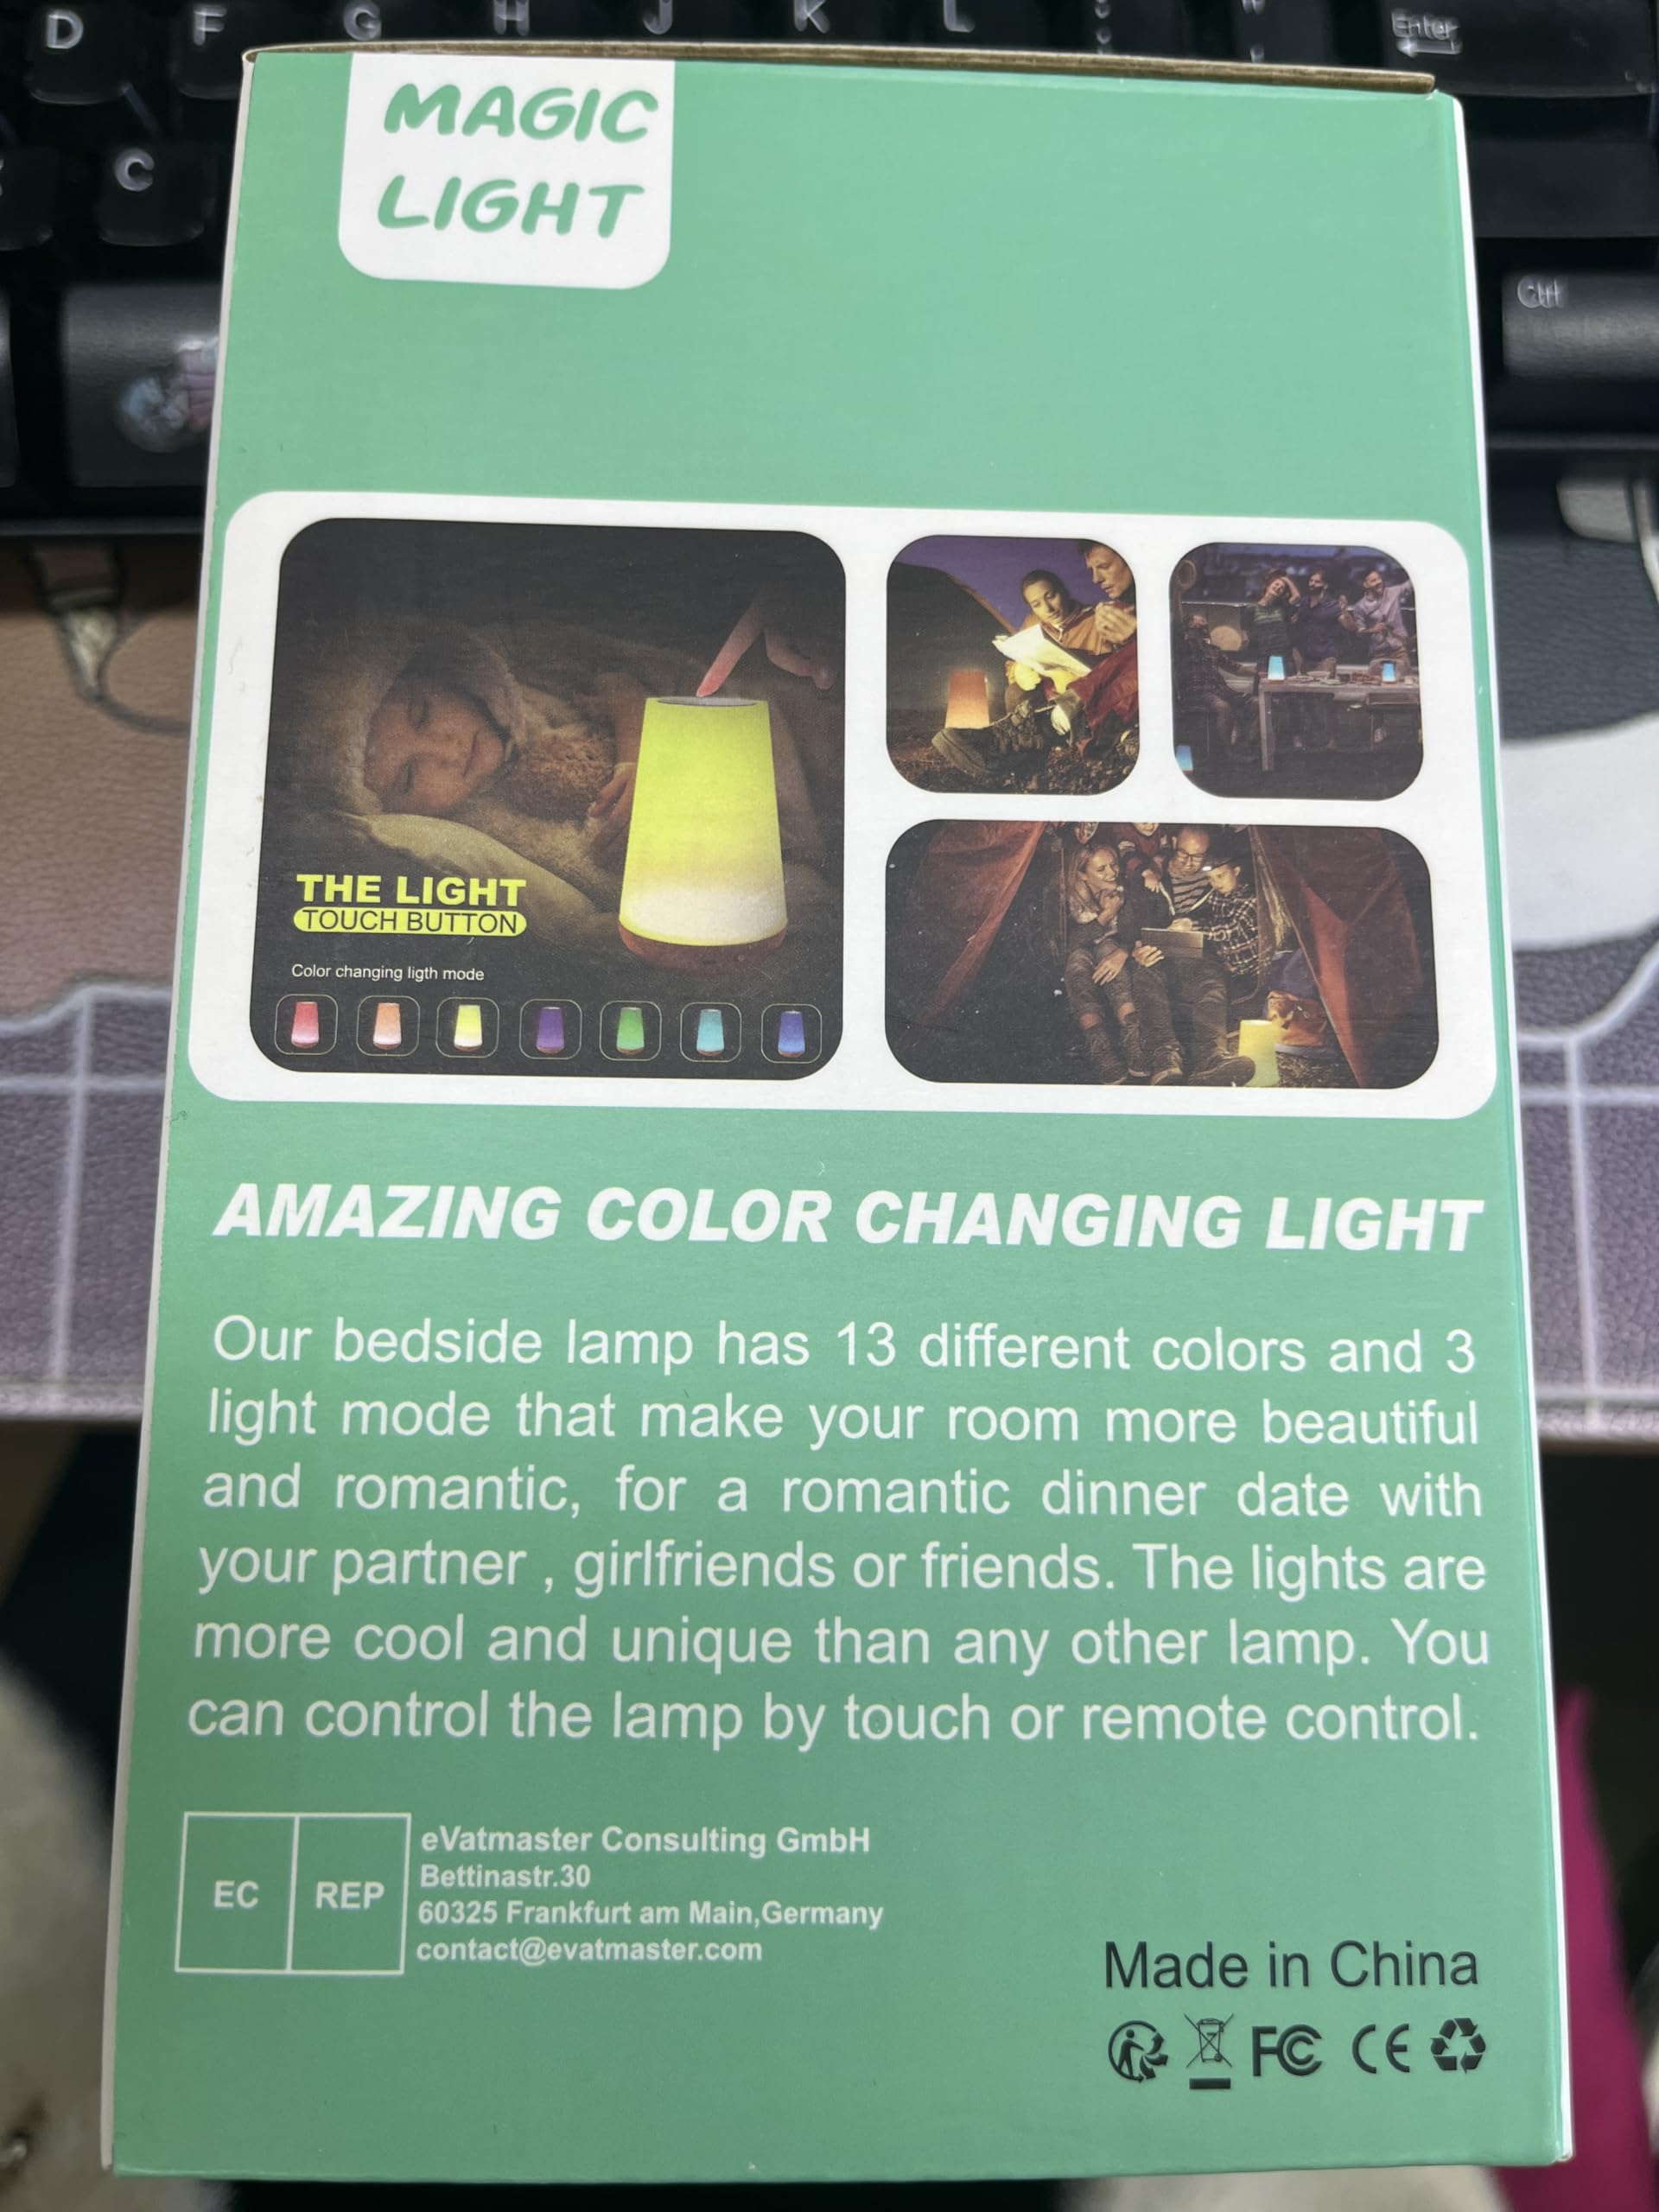 D F G H J K L : ; " ' Enter
C
Ctrl
MAGIC
LIGHT
THE LIGHT
TOUCH BUTTON
Color changing ligth mode
AMAZING COLOR CHANGING LIGHT
Our bedside lamp has 13 different colors and 3
light mode that make your room more beautiful
and romantic, for a romantic dinner date with
your partner , girlfriends or friends. The lights are
more cool and unique than any other lamp. You
can control the lamp by touch or remote control.
EC REP
eVatmaster Consulting GmbH
Bettinastr.30
60325 Frankfurt am Main,Germany
contact@evatmaster.com
Made in China
FC CE